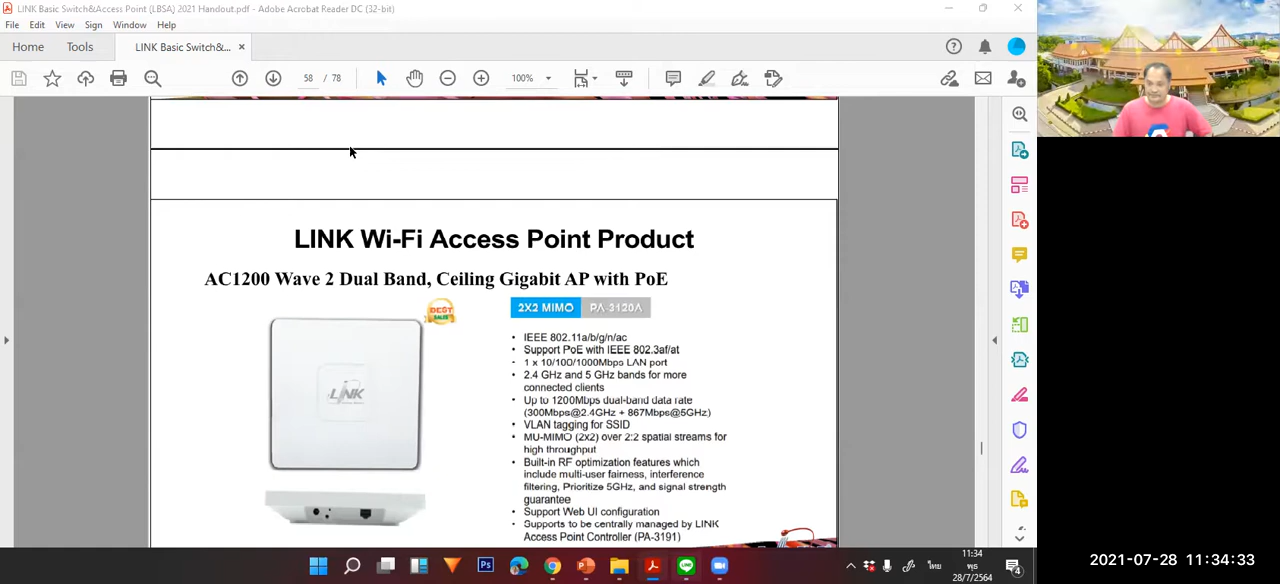 LINK Basic Switch&Access Point (LBSA) 2021 Handout.pdf - Adobe Acrobat Reader DC (32-bit)
File Edit View Sign Window Help
Home Tools LINK Basic Switch&... ×
58 / 78 100%
LINK Wi-Fi Access Point Product
AC1200 Wave 2 Dual Band, Ceiling Gigabit AP with PoE
BEST
SALES
2X2 MIMO PA-3120A
• IEEE 802.11a/b/g/n/ac
• Support PoE with IEEE 802.3af/at
• 1 x 10/100/1000Mbps LAN port
• 2.4 GHz and 5 GHz bands for more
connected clients
• Up to 1200Mbps dual-band data rate
(300Mbps@2.4GHz + 867Mbps@5GHz)
• VLAN tagging for SSID
• MU-MIMO (2x2) over 2:2 spatial streams for
high throughput
• Built-in RF optimization features which
include multi-user fairness, interference
filtering, Prioritize 5GHz, and signal strength
guarantee
• Support Web UI configuration
• Supports to be centrally managed by LINK
Access Point Controller (PA-3191)
LINK
ไทย
11:34
พุธ
28/7/2564
2021-07-28 11:34:33